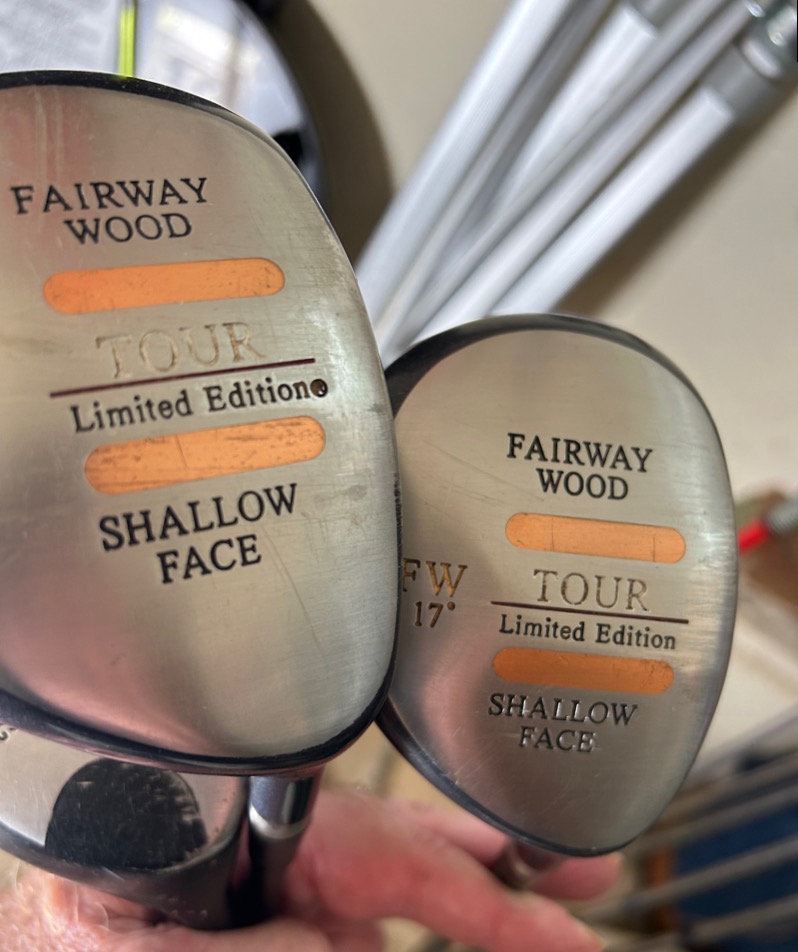 FAIRWAY
WOOD
TOUR
Limited Edition
SHALLOW
FACE
FAIRWAY
WOOD
FW
17°
TOUR
Limited Edition
SHALLOW
FACE